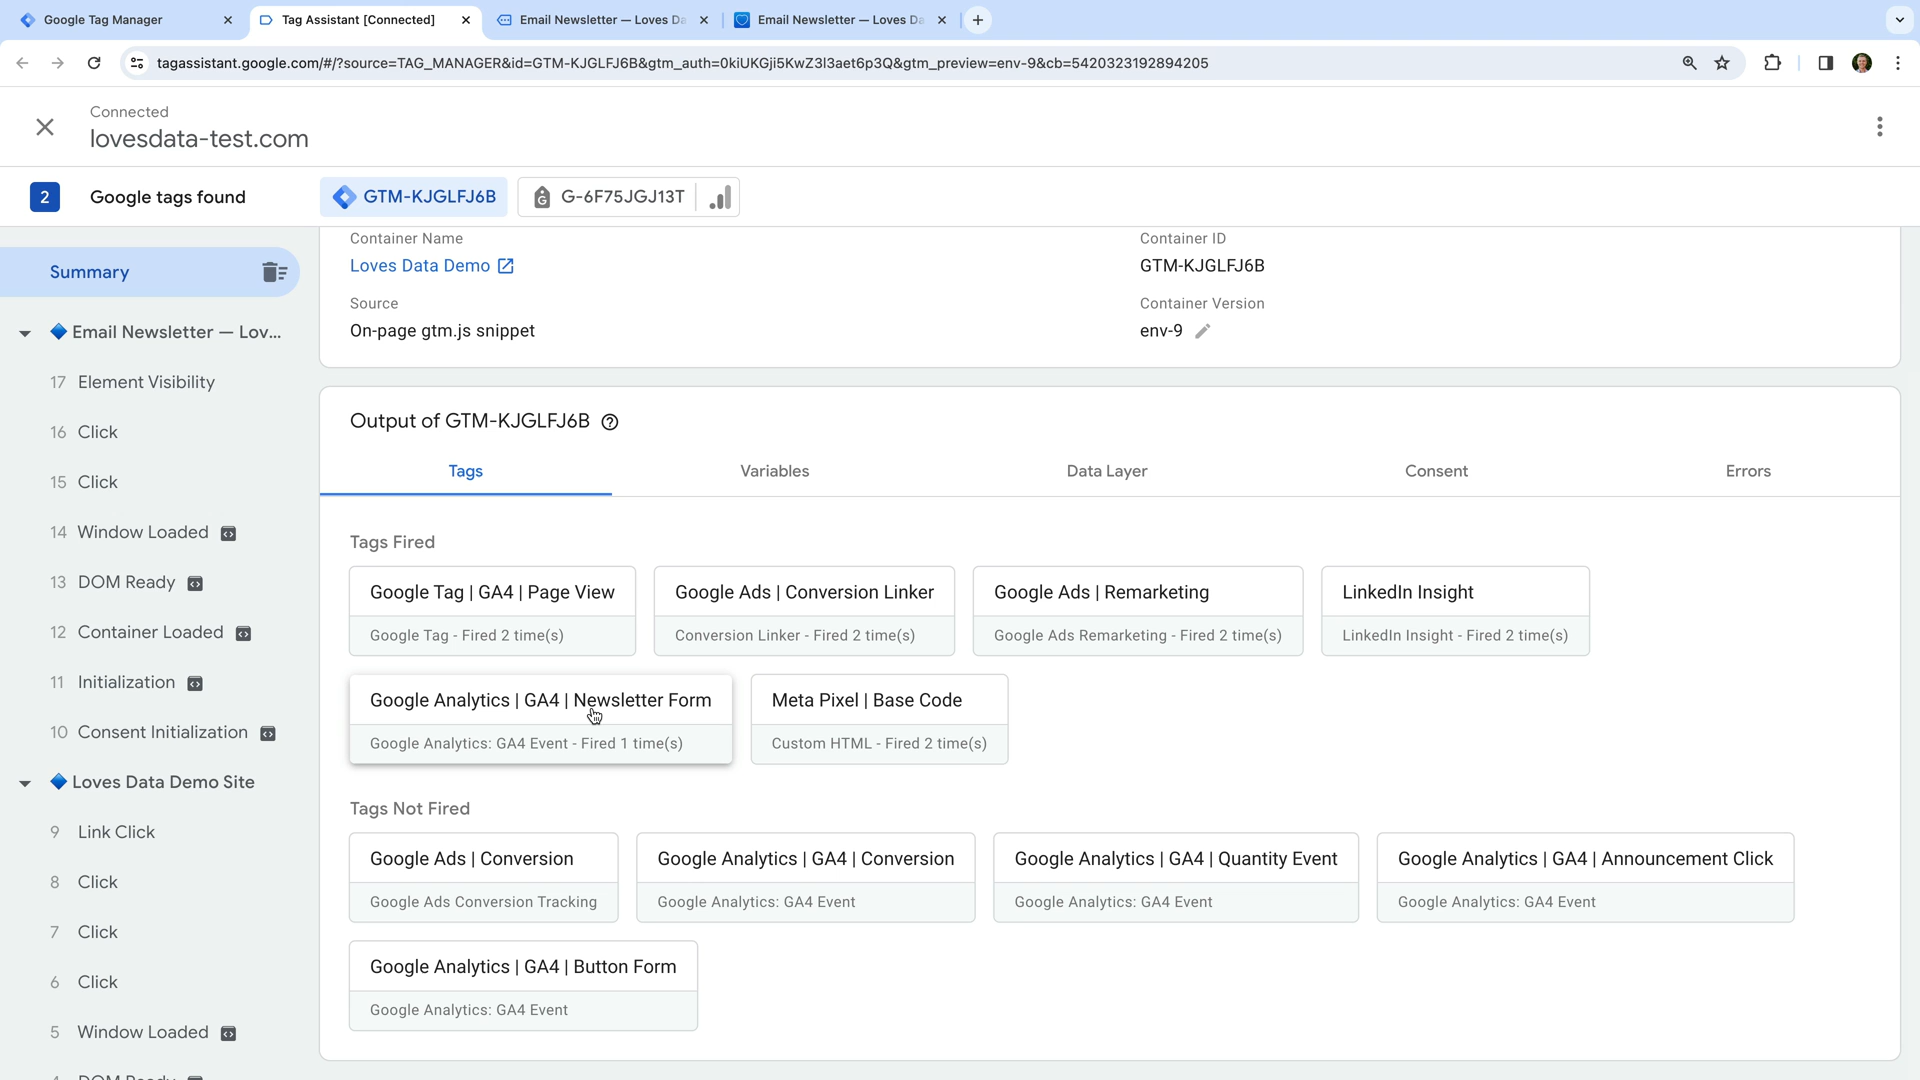 Google Tag Manager
Tag Assistant [Connected]
Email Newsletter — Loves Da
Email Newsletter — Loves Da
tagassistant.google.com/#/?source=TAG_MANAGER&id=GTM-KJGLFJ6B&gtm_auth=0kiUKGji5KwZ3l3aet6p3Q&gtm_preview=env-9&cb=5420323192894205
Connected
lovesdata-test.com
2
Google tags found
GTM-KJGLFJ6B
G-6F75JGJ13T
Summary
Email Newsletter — Lov...
17 Element Visibility
16 Click
15 Click
14 Window Loaded
13 DOM Ready
12 Container Loaded
11 Initialization
10 Consent Initialization
Loves Data Demo Site
9 Link Click
8 Click
7 Click
6 Click
5 Window Loaded
4 DOM Ready
Container Name
Loves Data Demo
Container ID
GTM-KJGLFJ6B
Source
On-page gtm.js snippet
Container Version
env-9
Output of GTM-KJGLFJ6B
Tags
Variables
Data Layer
Consent
Errors
Tags Fired
Google Tag | GA4 | Page View
Google Tag - Fired 2 time(s)
Google Ads | Conversion Linker
Conversion Linker - Fired 2 time(s)
Google Ads | Remarketing
Google Ads Remarketing - Fired 2 time(s)
LinkedIn Insight
LinkedIn Insight - Fired 2 time(s)
Google Analytics | GA4 | Newsletter Form
Google Analytics: GA4 Event - Fired 1 time(s)
Meta Pixel | Base Code
Custom HTML - Fired 2 time(s)
Tags Not Fired
Google Ads | Conversion
Google Ads Conversion Tracking
Google Analytics | GA4 | Conversion
Google Analytics: GA4 Event
Google Analytics | GA4 | Quantity Event
Google Analytics: GA4 Event
Google Analytics | GA4 | Announcement Click
Google Analytics: GA4 Event
Google Analytics | GA4 | Button Form
Google Analytics: GA4 Event